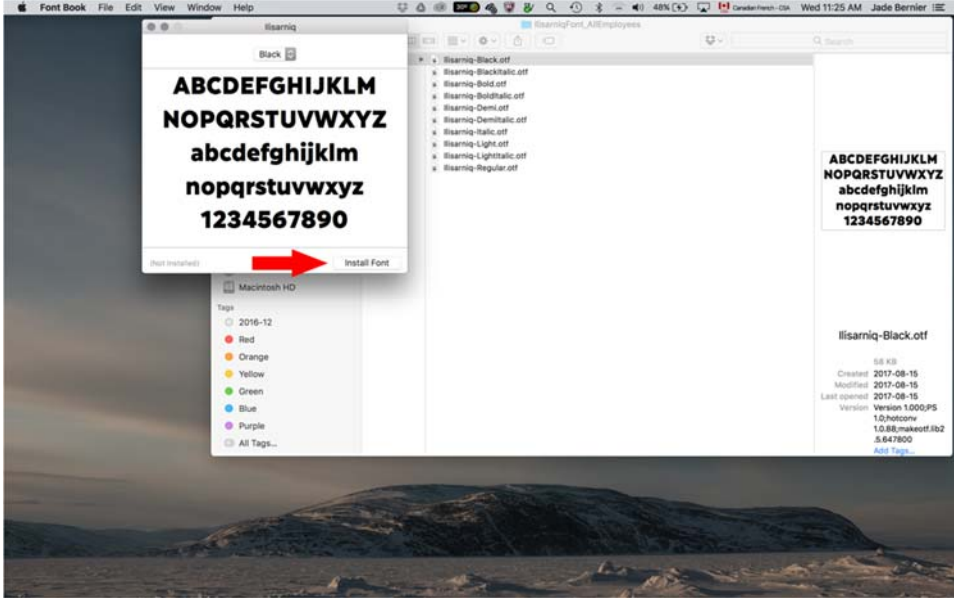 Font Book File Edit View Window Help 48% Canadian French - CSA Wed 11:25 AM Jade Bernier
Ilisarniq
Black
ABCDEFGHIJKLM
NOPQRSTUVWXYZ
abcdefghijklm
nopqrstuvwxyz
1234567890
(Not Installed)
Install Font
IlisarniqFont_AllEmployees
Search
Ilisarniq-Black.otf
Ilisarniq-BlackItalic.otf
Ilisarniq-Bold.otf
Ilisarniq-BoldItalic.otf
Ilisarniq-Demi.otf
Ilisarniq-DemiItalic.otf
Ilisarniq-Italic.otf
Ilisarniq-Light.otf
Ilisarniq-LightItalic.otf
Ilisarniq-Regular.otf
Macintosh HD
Tags
2016-12
Red
Orange
Yellow
Green
Blue
Purple
All Tags...
ABCDEFGHIJKLM
NOPQRSTUVWXYZ
abcdefghijklm
nopqrstuvwxyz
1234567890
Ilisarniq-Black.otf
58 KB
Created 2017-08-15
Modified 2017-08-15
Last opened 2017-08-15
Version Version 1.000;PS
1.0;hotconv
1.0.88;makeotf.lib2
.5.647800
Add Tags...